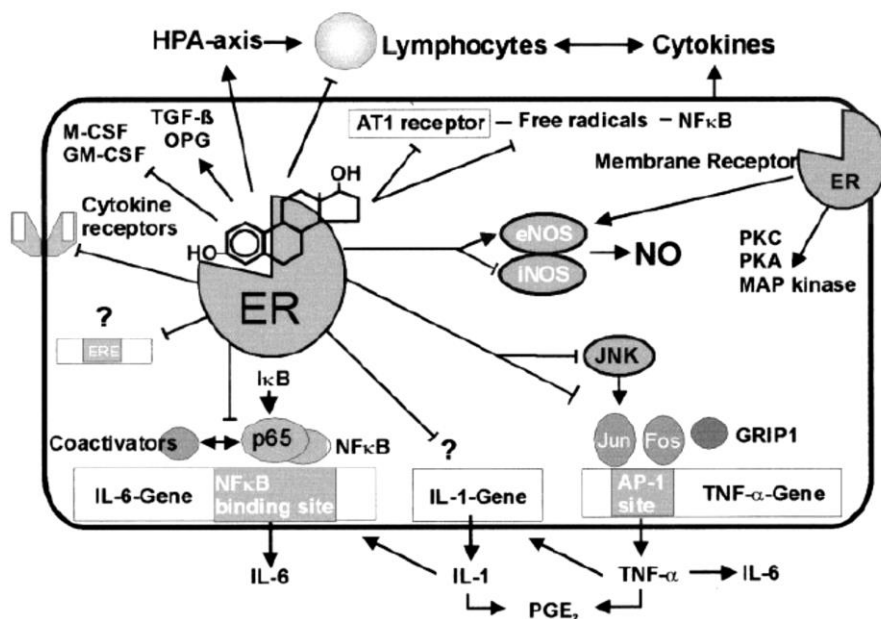 HPA-axis
Lymphocytes
Cytokines
M-CSF
GM-CSF
TGF-ß
OPG
AT1 receptor
Free radicals
NFκB
Membrane Receptor
ER
OH
HO
Cytokine
receptors
ER
eNOS
iNOS
NO
PKC
PKA
MAP kinase
?
ERE
IκB
JNK
Coactivators
p65
NFκB
?
Jun
Fos
GRIP1
IL-6-Gene
NFκB
binding site
IL-1-Gene
AP-1
site
TNF-α-Gene
IL-6
IL-1
TNF-α
IL-6
PGE₂